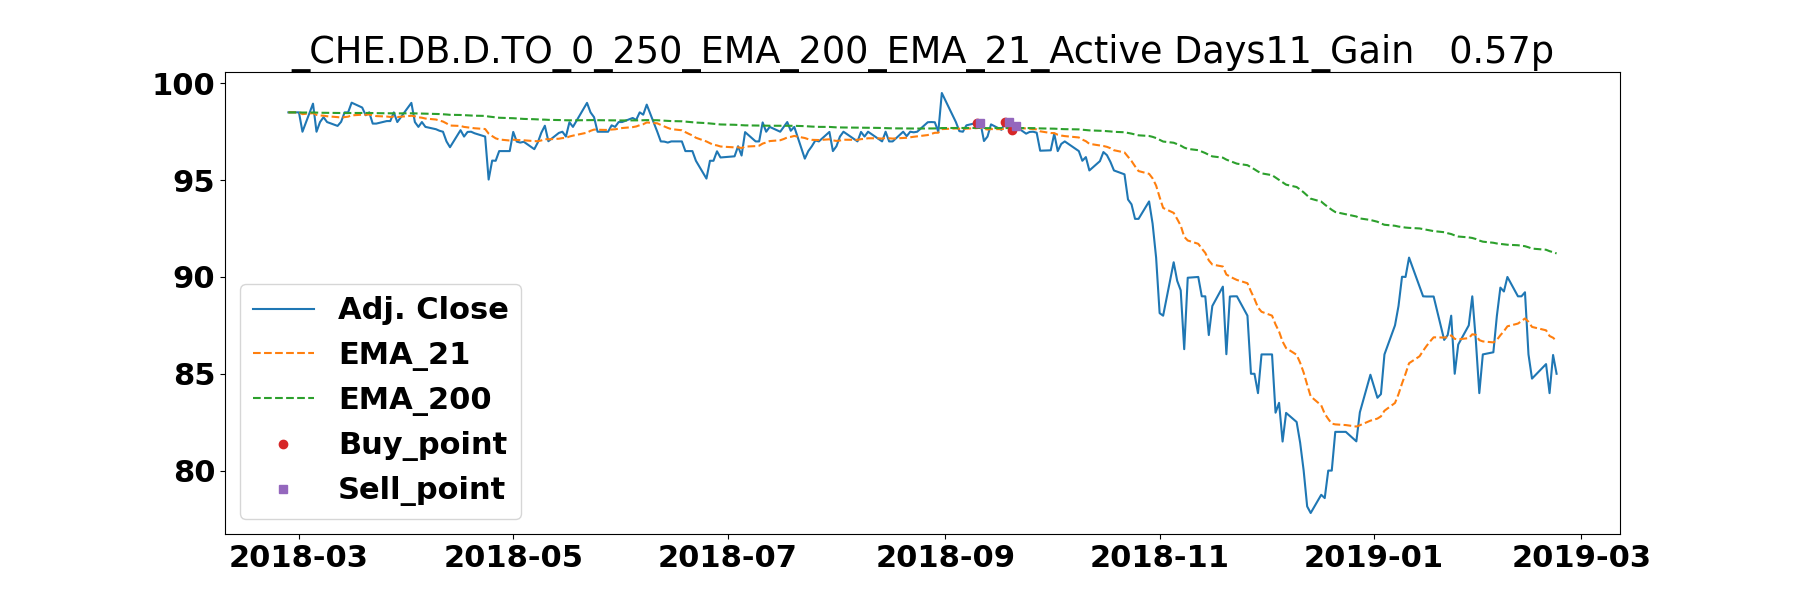 _CHE.DB.D.TO_0_250_EMA_200_EMA_21_Active Days11_Gain   0.57p
100
95
90
85
80
Adj. Close
EMA_21
EMA_200
Buy_point
Sell_point
2018-03 2018-05 2018-07 2018-09 2018-11 2019-01 2019-03